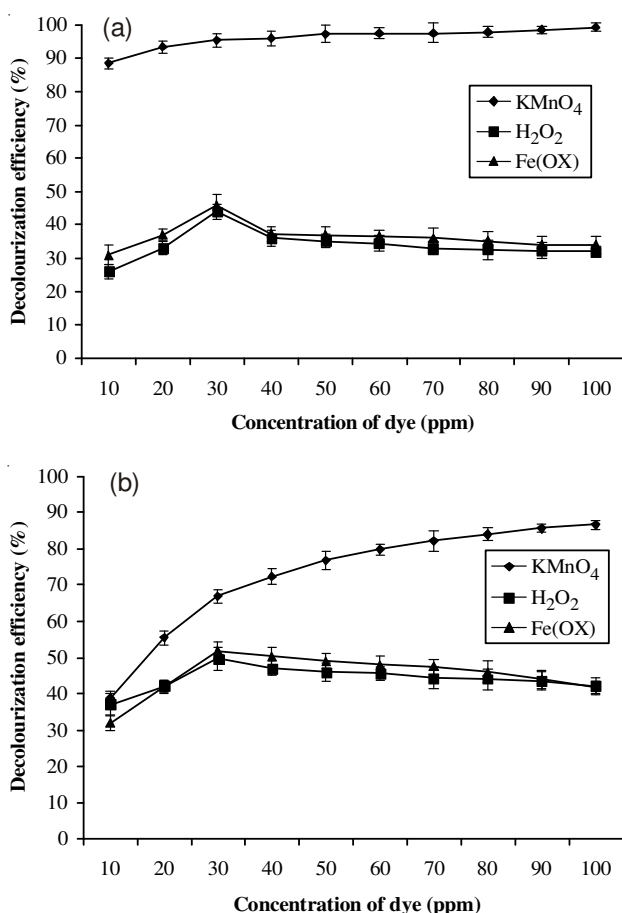 (a)
Decolourization efficiency (%)
100
90
80
70
60
50
40
30
20
10
0
KMnO4
H2O2
Fe(OX)
10 20 30 40 50 60 70 80 90 100
Concentration of dye (ppm)
(b)
Decolourization efficiency (%)
100
90
80
70
60
50
40
30
20
10
0
KMnO4
H2O2
Fe(OX)
10 20 30 40 50 60 70 80 90 100
Concentration of dye (ppm)